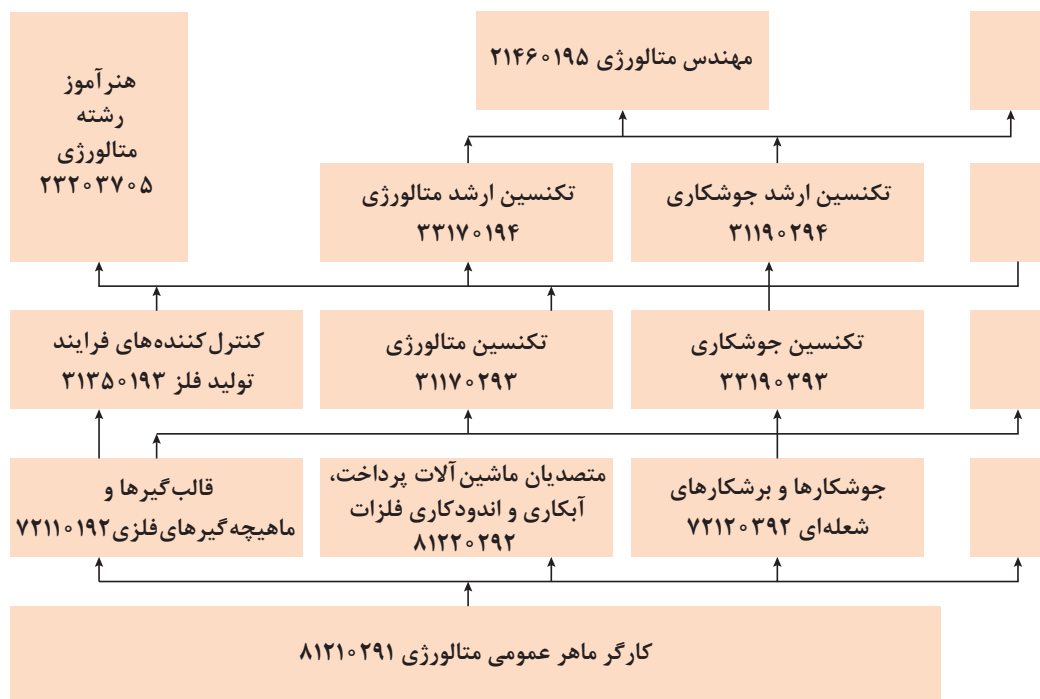 مهندس متالورژی ۲۱۴۶۰۱۹۵
هنرآموز
رشته
متالورژی
۲۳۲۰۳۷۰۵
تکنسین ارشد جوشکاری
۳۱۱۹۰۲۹۴
تکنسین ارشد متالورژی
۳۳۱۷۰۱۹۴
تکنسین جوشکاری
۳۳۱۹۰۳۹۳
تکنسین متالورژی
۳۱۱۷۰۲۹۳
کنترل‌کننده‌های فرایند
تولید فلز ۳۱۳۵۰۱۹۳
جوشکارها و برشکارهای
شعله‌ای ۷۲۱۲۰۳۹۲
متصدیان ماشین‌آلات پرداخت،
آبکاری و اندودکاری فلزات
۸۱۲۲۰۲۹۲
قالب‌گیرها و
ماهیچه‌گیرهای‌فلزی۷۲۱۱۰۱۹۲
کارگر ماهر عمومی متالورژی ۸۱۲۱۰۲۹۱